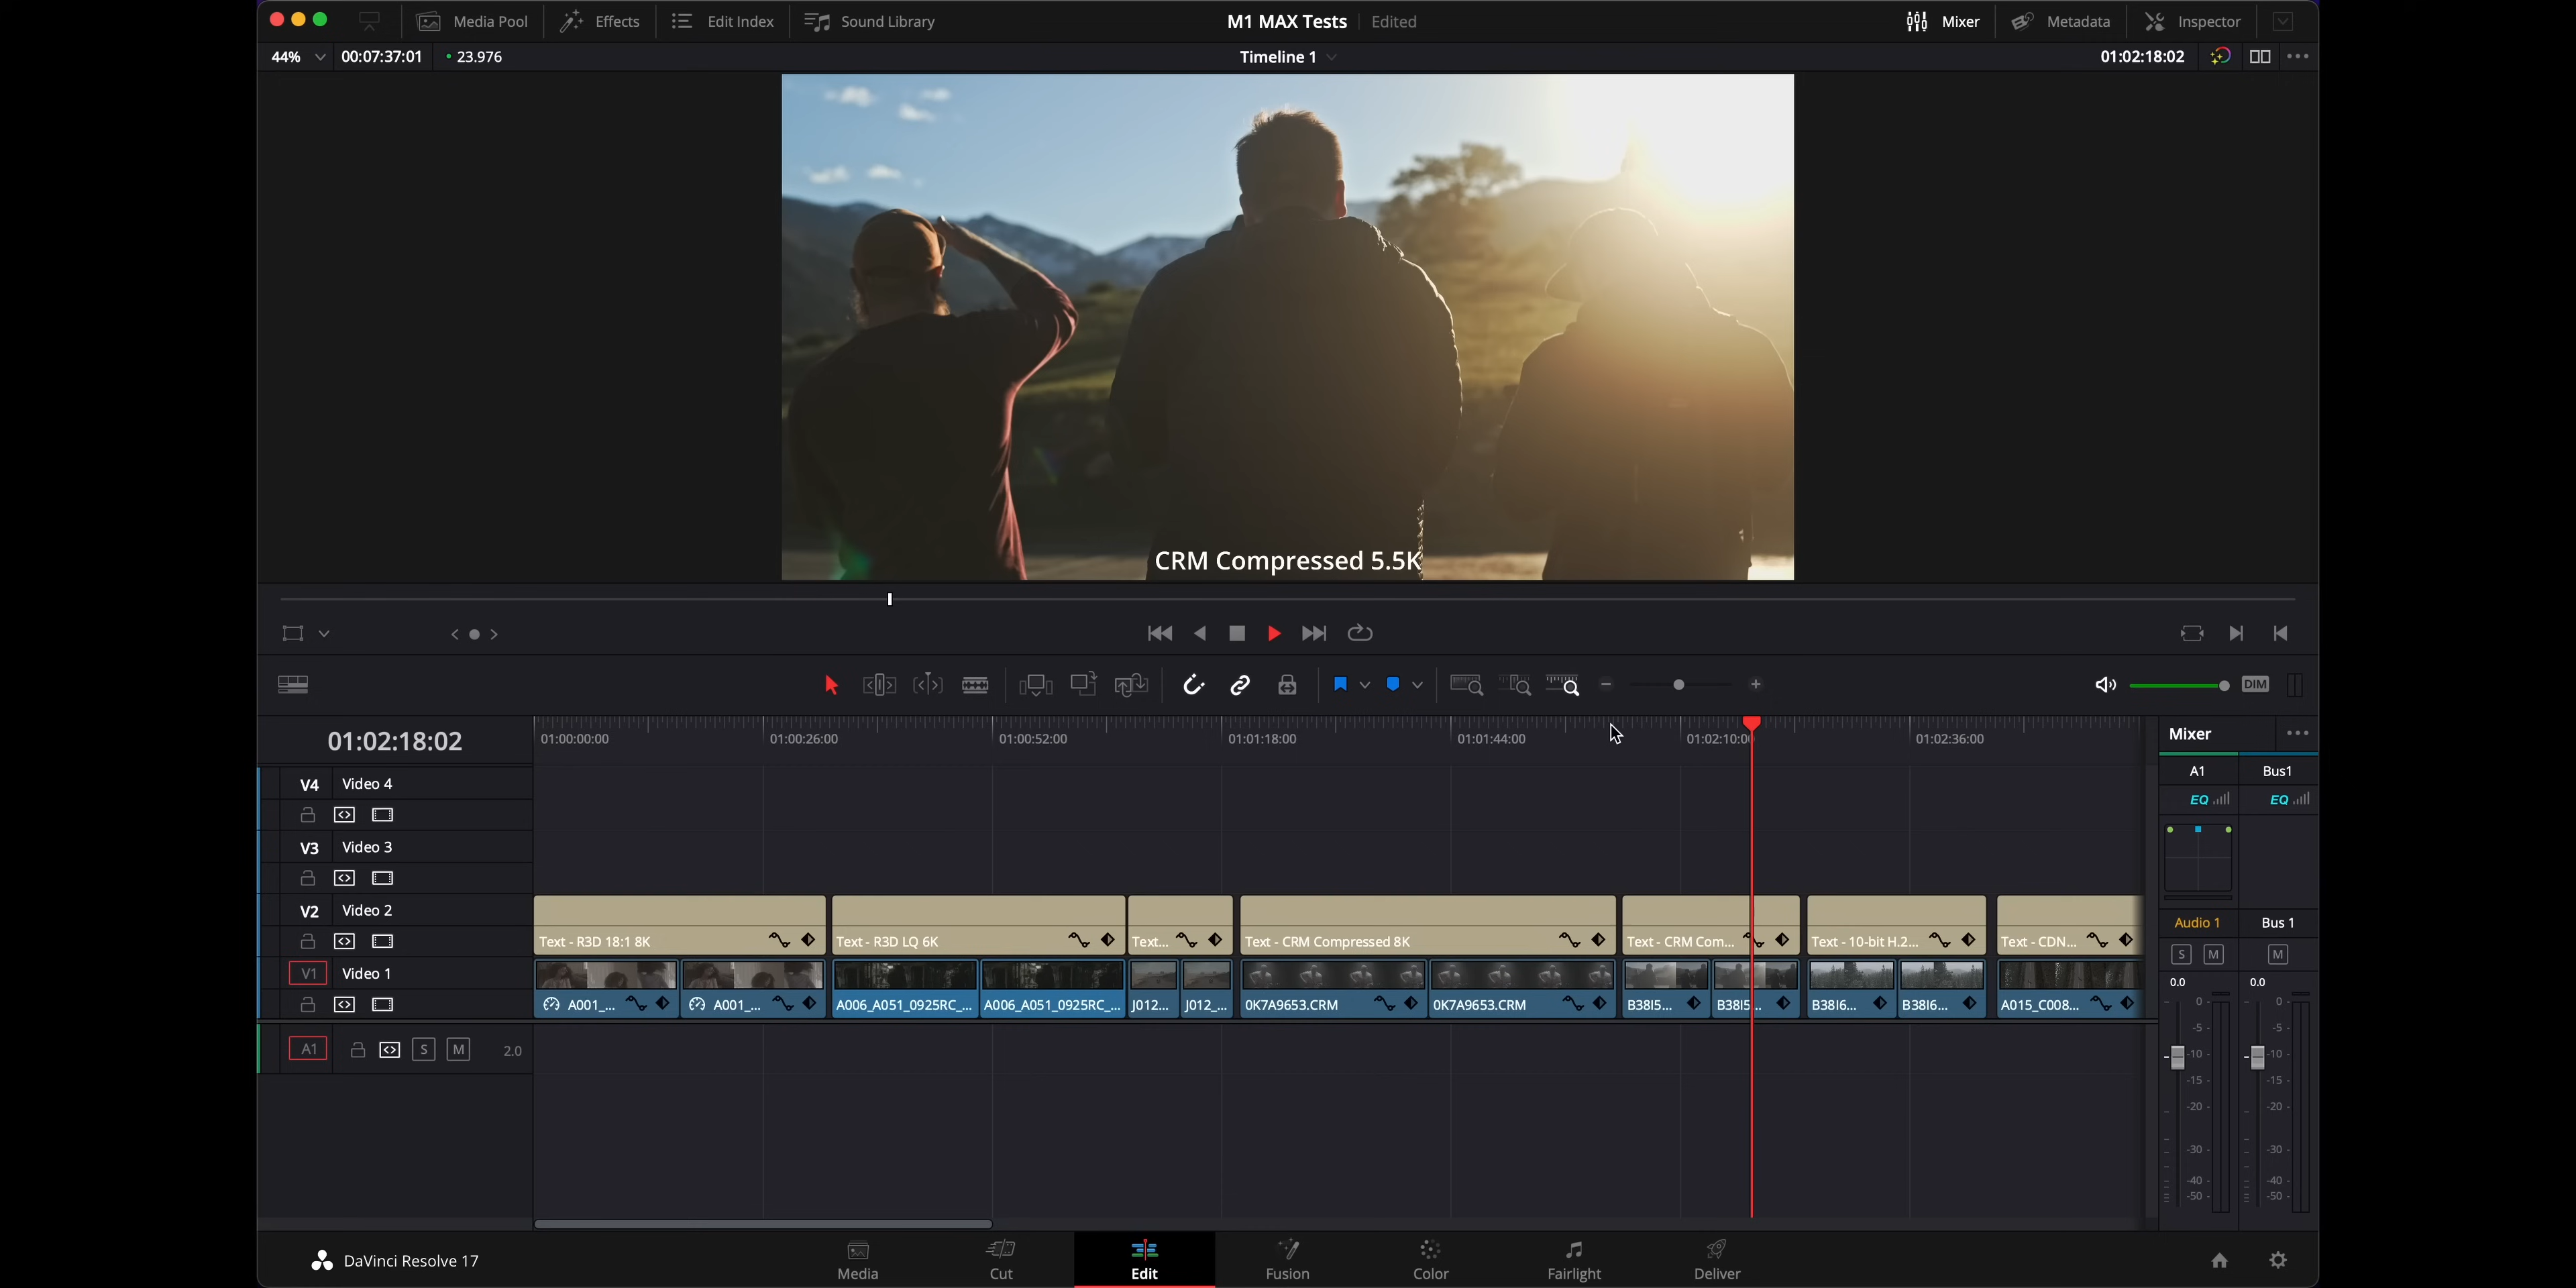 Media Pool Effects Edit Index Sound Library M1 MAX Tests Edited Mixer Metadata Inspector
44% 00:07:37:01 23.976 Timeline 1 01:02:18:02
CRM Compressed 5.5K
DIM
01:02:18:02 01:00:00:00 01:00:26:00 01:00:52:00 01:01:18:00 01:01:44:00 01:02:10:00 01:02:36:00 Mixer
A1 Bus1
EQ EQ
V4 Video 4
V3 Video 3
V2 Video 2
Text - R3D 18:1 8K Text - R3D LQ 6K Text... Text - CRM Compressed 8K Text - CRM Com... Text - 10-bit H.2... Text - CDN...
Audio 1 Bus 1
S M M
V1 Video 1
A001_... A001_... A006_A051_0925RC_... A006_A051_0925RC_... J012... J012_... 0K7A9653.CRM 0K7A9653.CRM B38I5... B38I5... B38I6... B38I6... A015_C008...
0.0 0.0
A1 S M 2.0
0 0
-5 -5
-10 -10
-15 -15
-20 -20
-30 -30
-40 -40
-50 -50
DaVinci Resolve 17
Media Cut Edit Fusion Color Fairlight Deliver